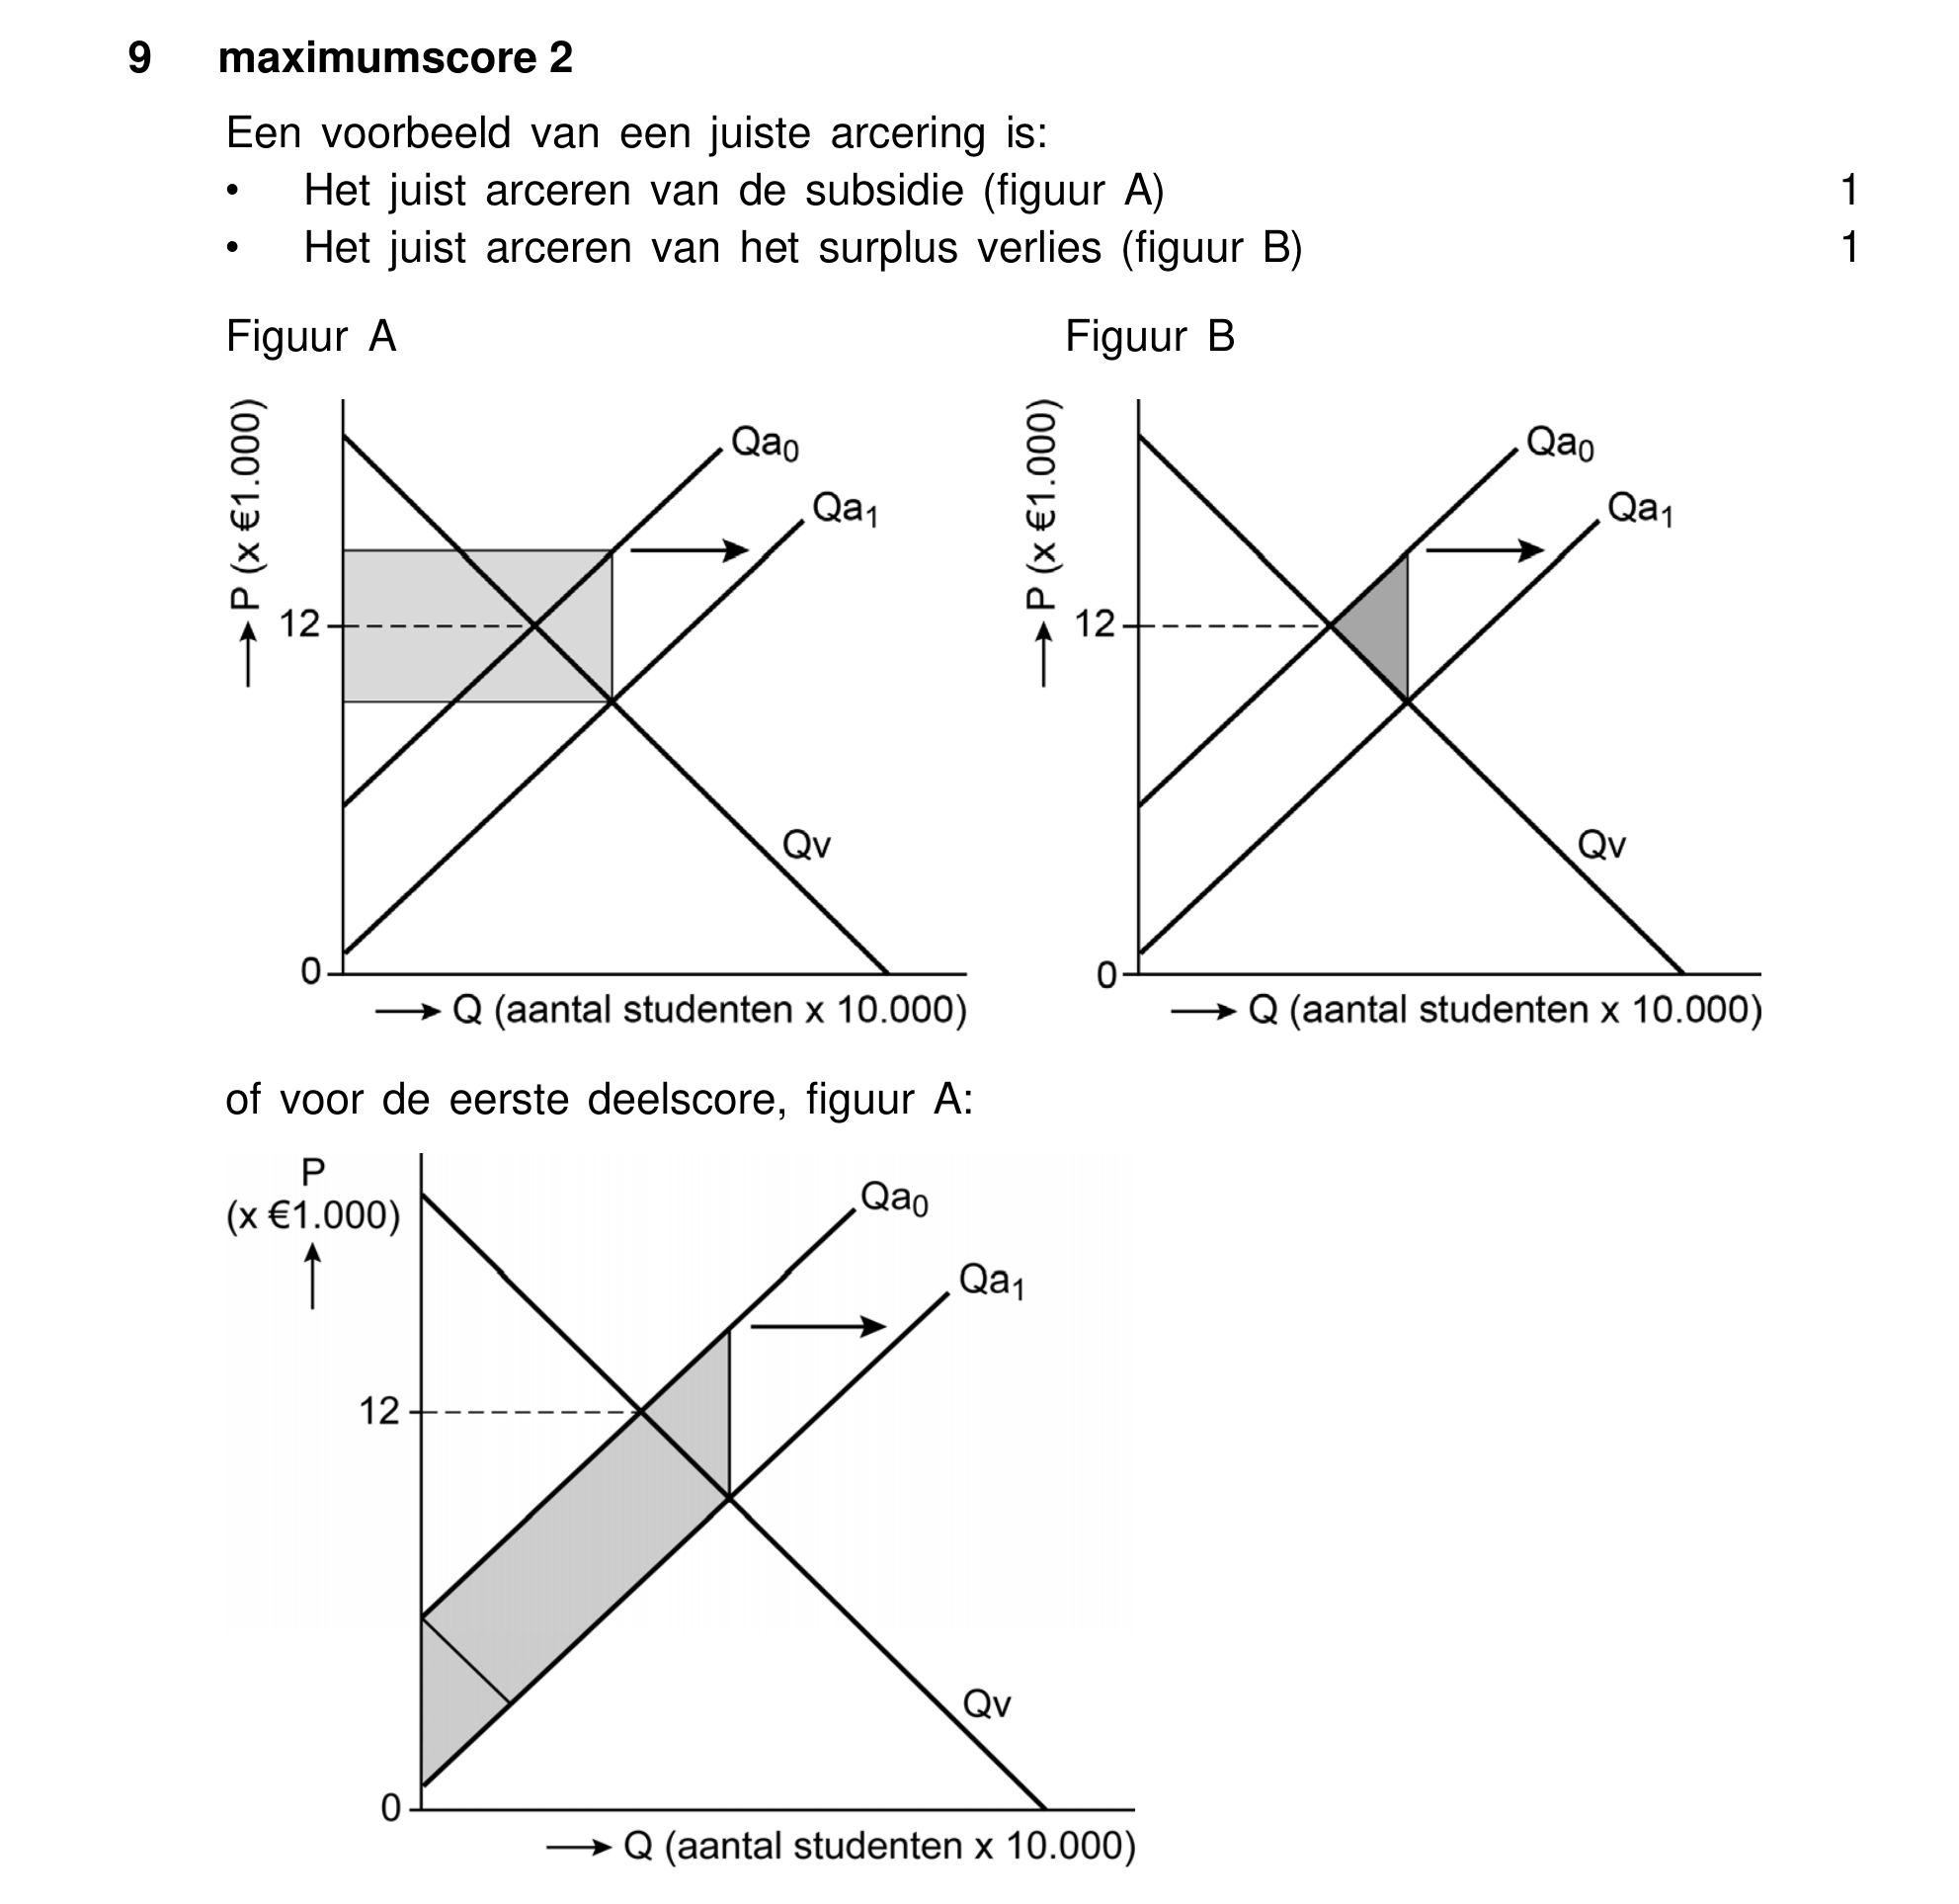 9 maximumscore 2
Een voorbeeld van een juiste arcering is:
• Het juist arceren van de subsidie (figuur A) 1
• Het juist arceren van het surplus verlies (figuur B) 1
Figuur A
P (x €1.000)
Qa0
Qa1
12
Qv
0
Q (aantal studenten x 10.000)
Figuur B
P (x €1.000)
Qa0
Qa1
12
Qv
0
Q (aantal studenten x 10.000)
of voor de eerste deelscore, figuur A:
P
(x €1.000)
Qa0
Qa1
12
Qv
0
Q (aantal studenten x 10.000)